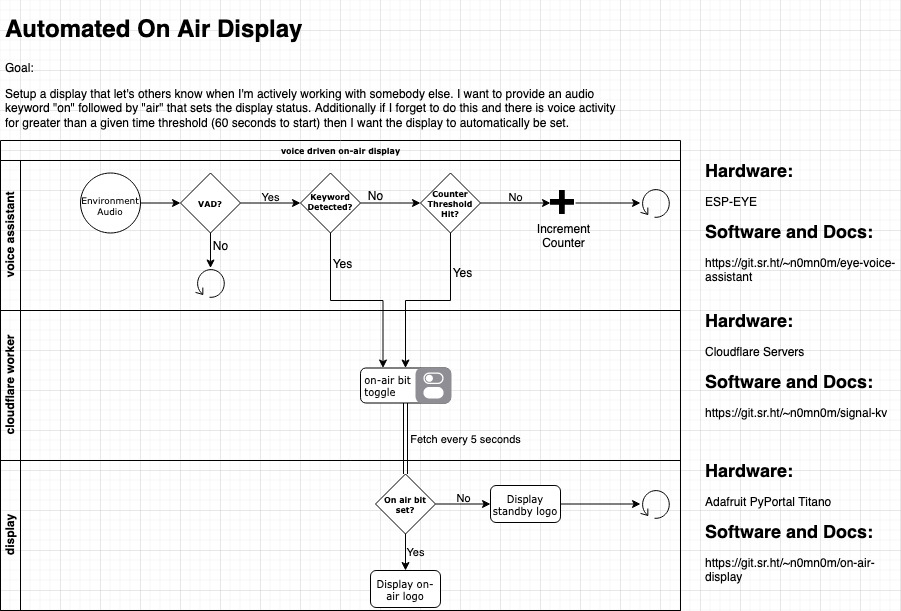 Automated On Air Display
Goal:
Setup a display that let's others know when I'm actively working with somebody else. I want to provide an audio
keyword "on" followed by "air" that sets the display status. Additionally if I forget to do this and there is voice activity
for greater than a given time threshold (60 seconds to start) then I want the display to automatically be set.
voice driven on-air display
voice assistant
Environment
Audio
VAD?
Yes
Keyword
Detected?
No
Counter
Threshold
Hit?
No
Increment
Counter
No
Yes
Yes
Hardware:
ESP-EYE
Software and Docs:
https://git.sr.ht/~n0mn0m/eye-voice-
assistant
cloudflare worker
on-air bit
toggle
Fetch every 5 seconds
Hardware:
Cloudflare Servers
Software and Docs:
https://git.sr.ht/~n0mn0m/signal-kv
display
On air bit
set?
No
Display
standby logo
Yes
Display on-
air logo
Hardware:
Adafruit PyPortal Titano
Software and Docs:
https://git.sr.ht/~n0mn0m/on-air-
display